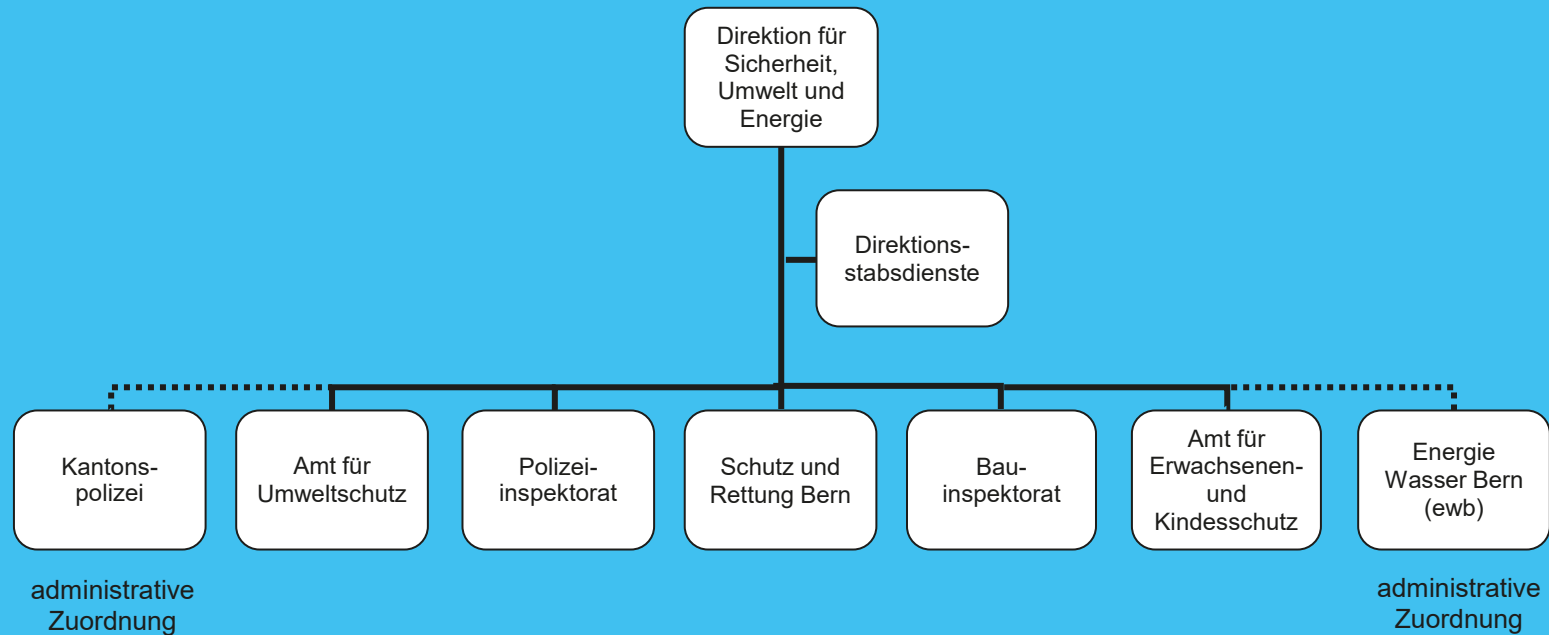 Direktion für
Sicherheit,
Umwelt und
Energie
Direktions-
stabsdienste
Kantons-
polizei
Amt für
Umweltschutz
Polizei-
inspektorat
Schutz und
Rettung Bern
Bau-
inspektorat
Amt für
Erwachsenen-
und
Kindesschutz
Energie
Wasser Bern
(ewb)
administrative
Zuordnung
administrative
Zuordnung